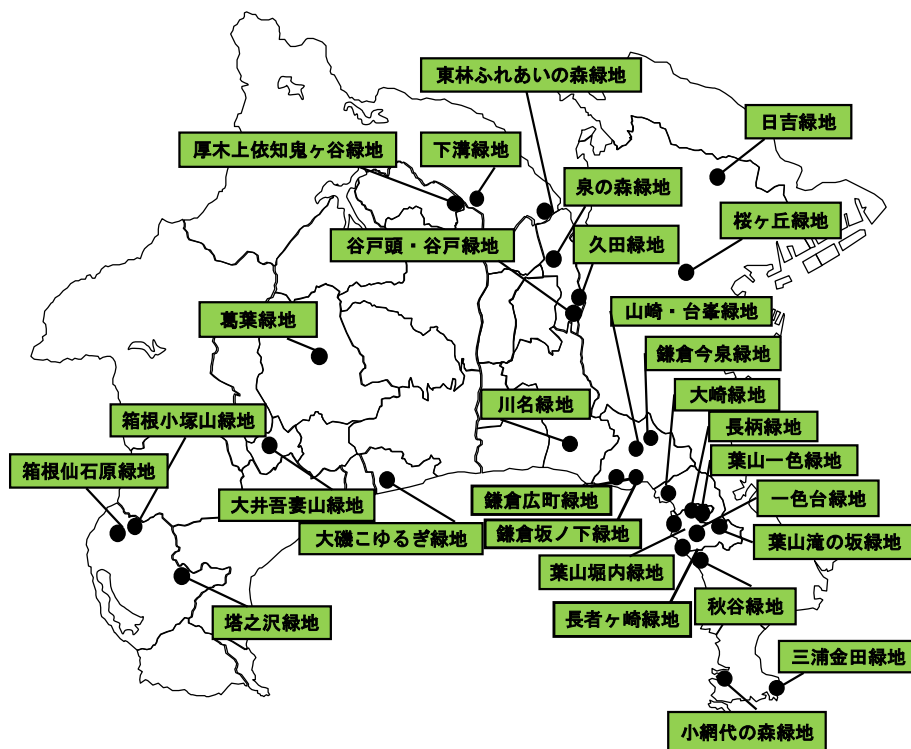 東林ふれあいの森緑地
日吉緑地
厚木上依知鬼ヶ谷緑地
下溝緑地
泉の森緑地
桜ヶ丘緑地
谷戸頭・谷戸緑地
久田緑地
葛葉緑地
山崎・台峯緑地
鎌倉今泉緑地
大崎緑地
川名緑地
箱根小塚山緑地
長柄緑地
葉山一色緑地
箱根仙石原緑地
大井吾妻山緑地
鎌倉広町緑地
一色台緑地
大磯こゆるぎ緑地
鎌倉坂ノ下緑地
葉山滝の坂緑地
葉山堀内緑地
長者ヶ崎緑地
秋谷緑地
塔之沢緑地
三浦金田緑地
小網代の森緑地